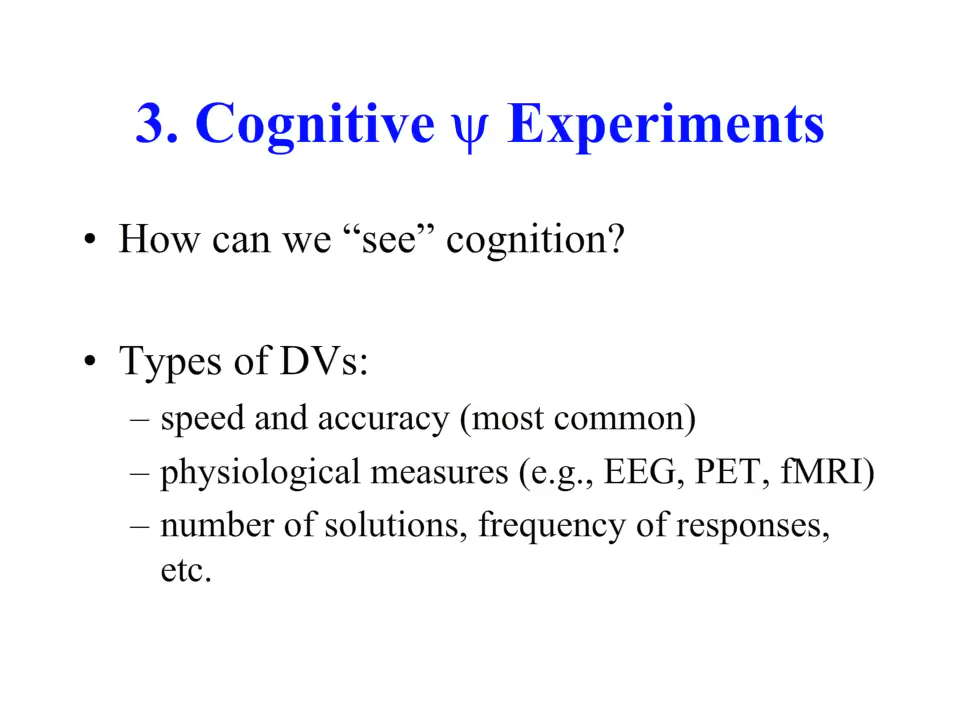 3. Cognitive ψ Experiments
• How can we “see” cognition?
• Types of DVs:
– speed and accuracy (most common)
– physiological measures (e.g., EEG, PET, fMRI)
– number of solutions, frequency of responses,
etc.